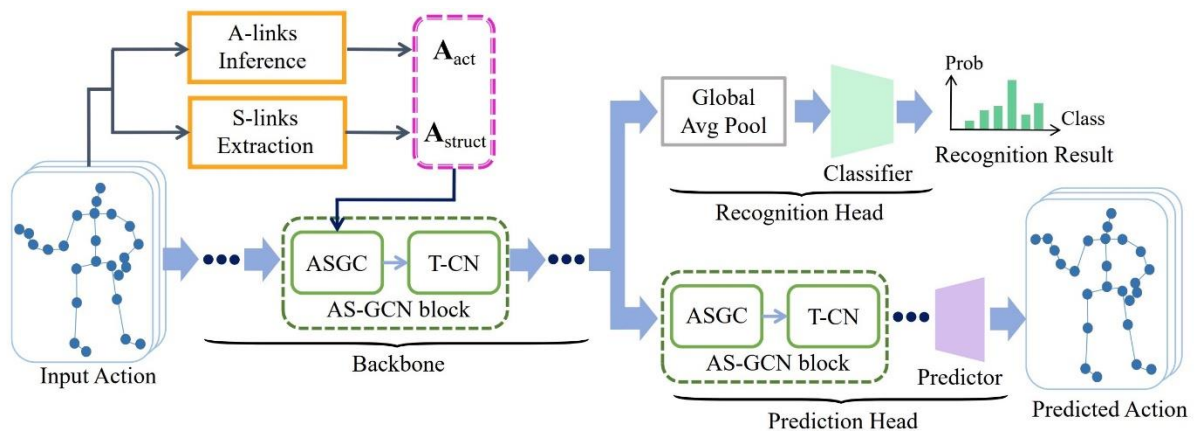 A-links
Inference
S-links
Extraction
A_act
A_struct
Input Action
ASGC
T-CN
AS-GCN block
Backbone
Global
Avg Pool
Classifier
Recognition Head
Prob
Class
Recognition Result
ASGC
T-CN
AS-GCN block
Predictor
Prediction Head
Predicted Action